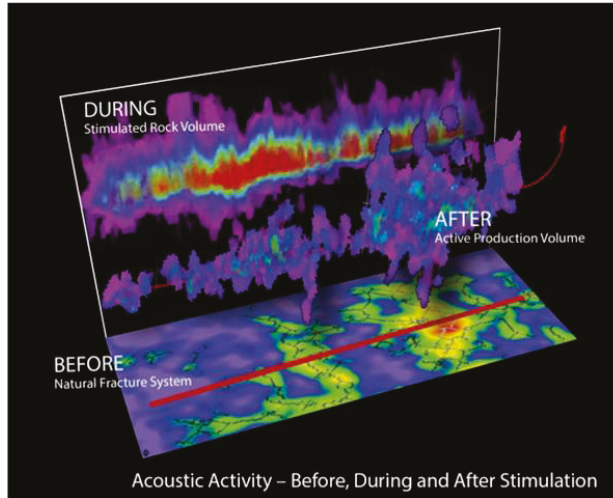 DURING
Stimulated Rock Volume
AFTER
Active Production Volume
BEFORE
Natural Fracture System
Acoustic Activity – Before, During and After Stimulation